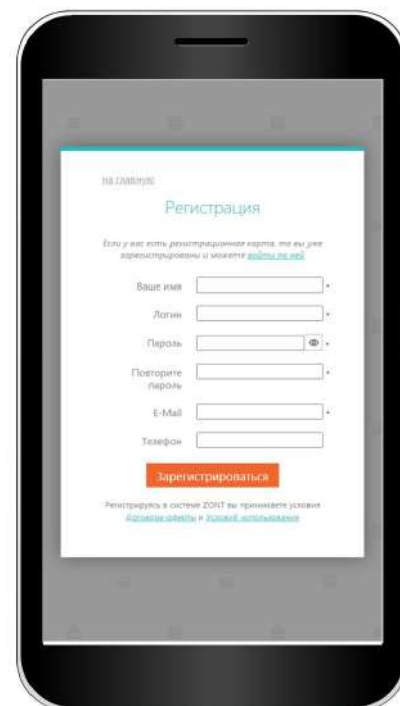 на главную
Регистрация
Если у вас есть регистрационная карта, то вы уже
зарегистрированы и можете войти по ней
Ваше имя *
Логин *
Пароль *
Повторите *
пароль
E-Mail *
Телефон
Зарегистрироваться
Регистрируясь в системе ZONT вы принимаете условия
Договора оферты и Условий использования